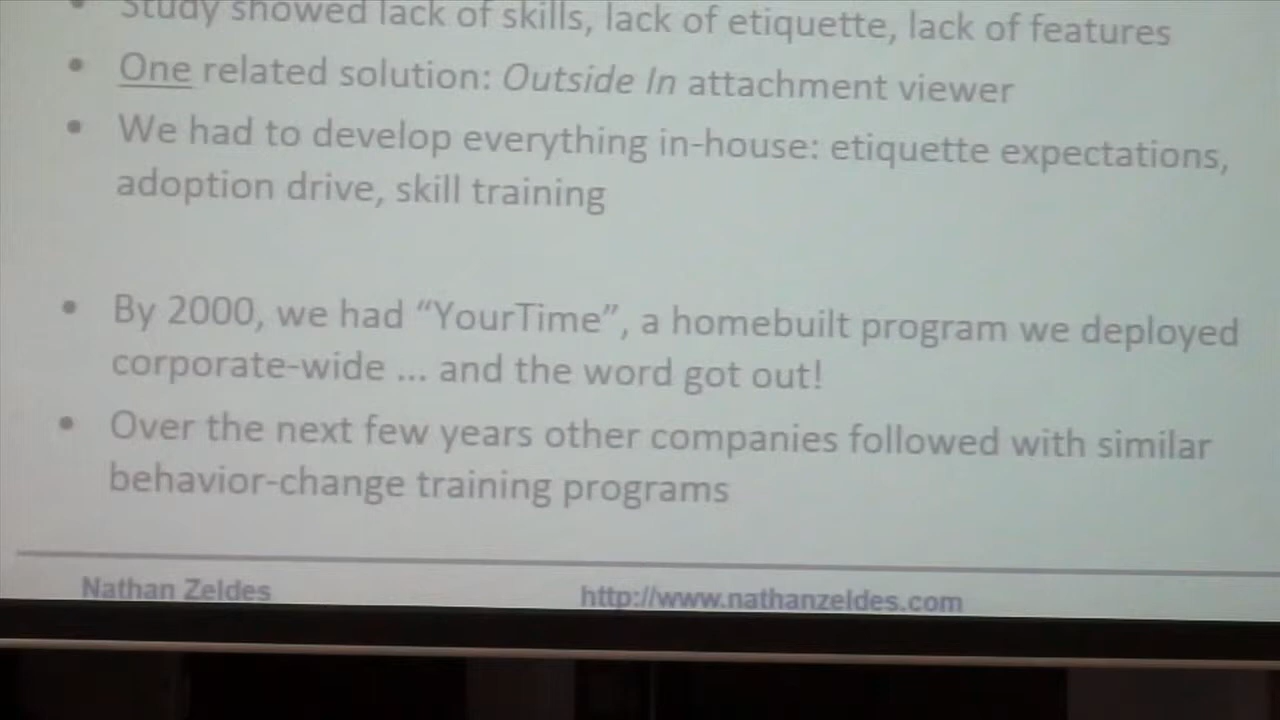 • Study showed lack of skills, lack of etiquette, lack of features
• One related solution: Outside In attachment viewer
• We had to develop everything in-house: etiquette expectations,
adoption drive, skill training
• By 2000, we had “YourTime”, a homebuilt program we deployed
corporate-wide ... and the word got out!
• Over the next few years other companies followed with similar
behavior-change training programs
Nathan Zeldes http://www.nathanzeldes.com